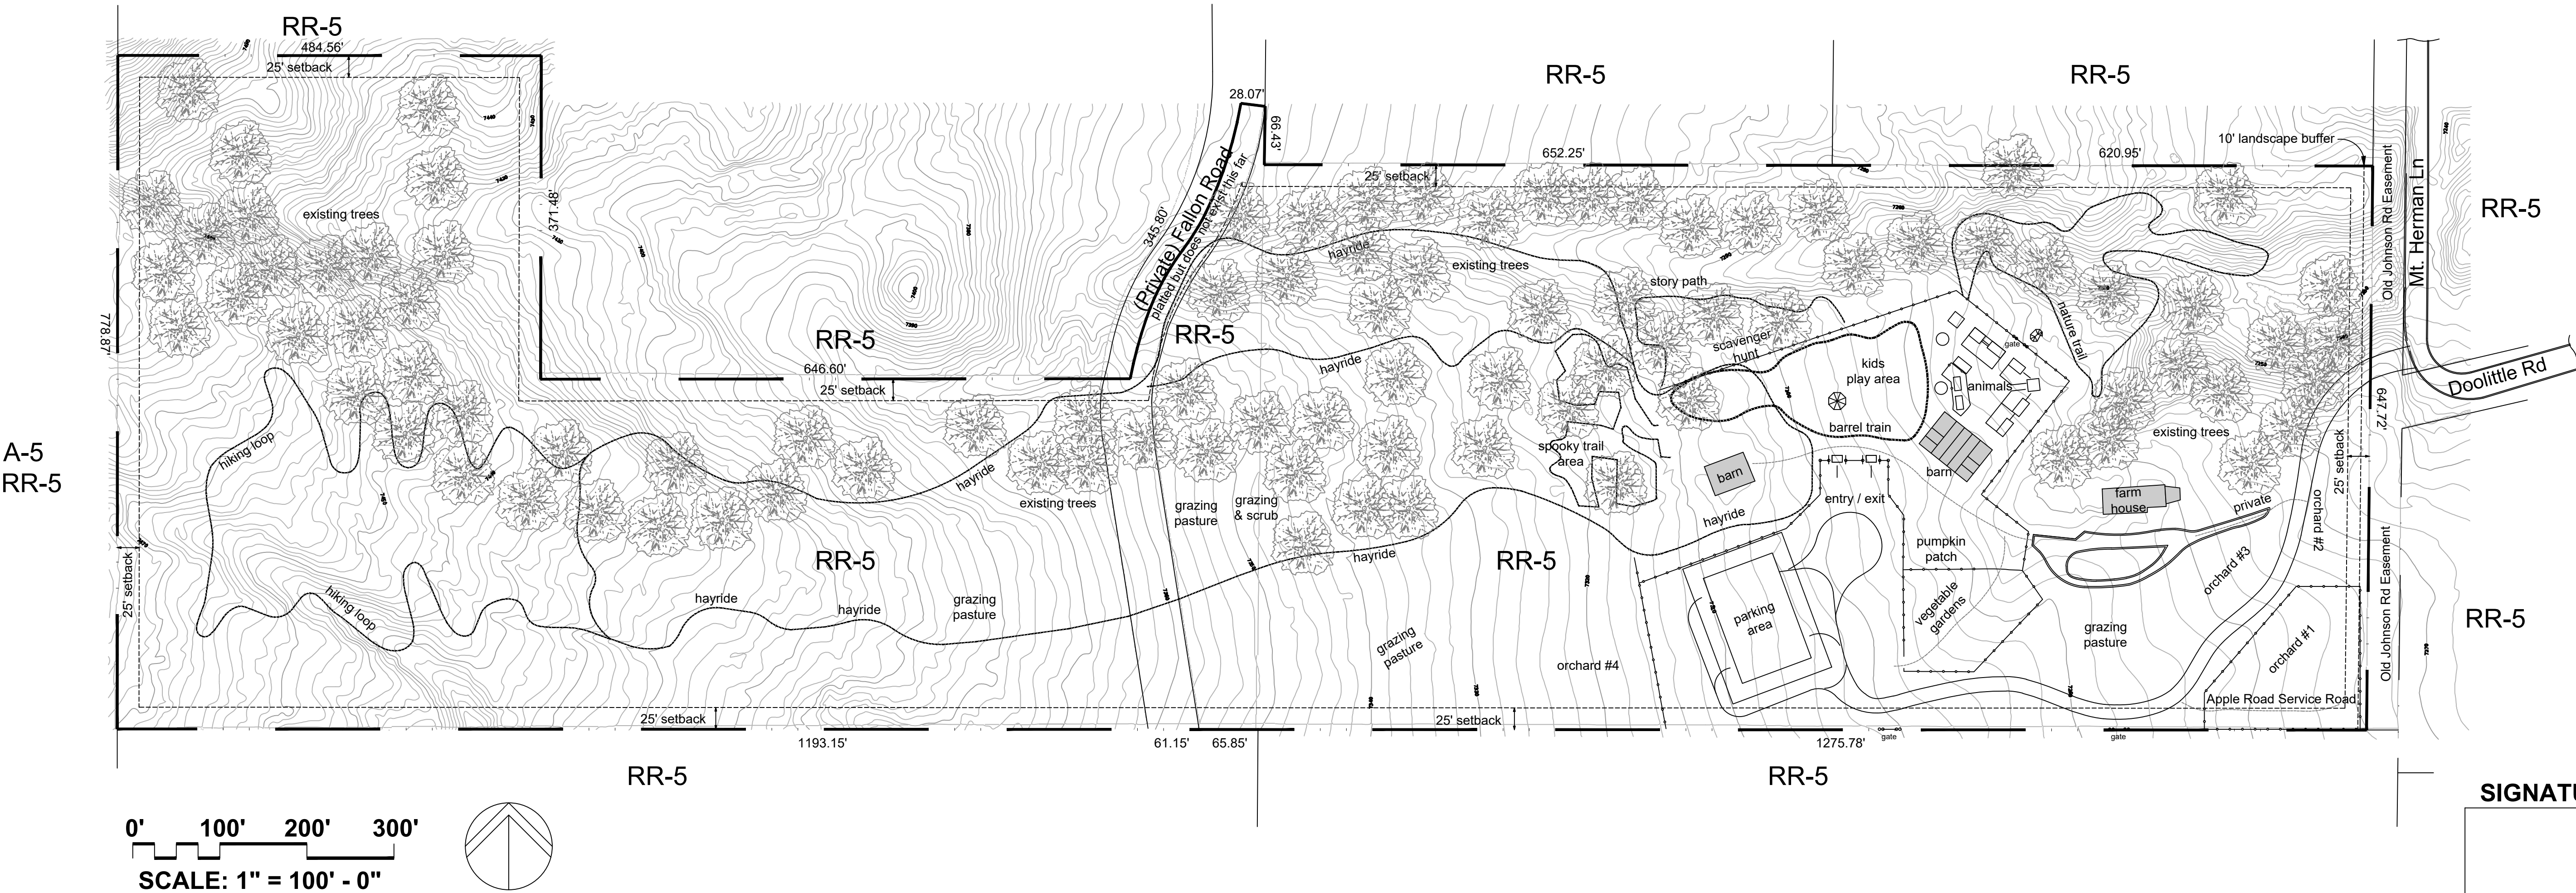 RR-5
484.56'
25' setback
RR-5
RR-5
28.07'
66.43'
652.25'
620.95'
10' landscape buffer
25' setback
(Private) Fallon Road
platted but does not exist this far
345.80'
371.48'
existing trees
778.87'
Old Johnson Rd Easement
Mt. Herman Ln
RR-5
hayride
existing trees
story path
nature trail
gate
scavenger
hunt
kids
play area
animals
barrel train
RR-5
646.60'
25' setback
RR-5
hayride
Doolittle Rd
647.72'
A-5
RR-5
hiking loop
hayride
existing trees
grazing
pasture
grazing
& scrub
spooky trail
area
barn
entry / exit
barn
existing trees
farm
house
private
25' setback
orchard #2
hayride
hayride
RR-5
RR-5
pumpkin
patch
orchard #3
25' setback
hiking loop
hayride
hayride
grazing
pasture
parking
area
vegetable
gardens
grazing
pasture
grazing
pasture
orchard #4
orchard #1
Old Johnson Rd Easement
RR-5
Apple Road Service Road
25' setback
25' setback
1193.15'
61.15'
65.85'
1275.78'
gate
gate
RR-5
RR-5
SIGNATU
0'
100'
200'
300'
SCALE: 1" = 100' - 0"